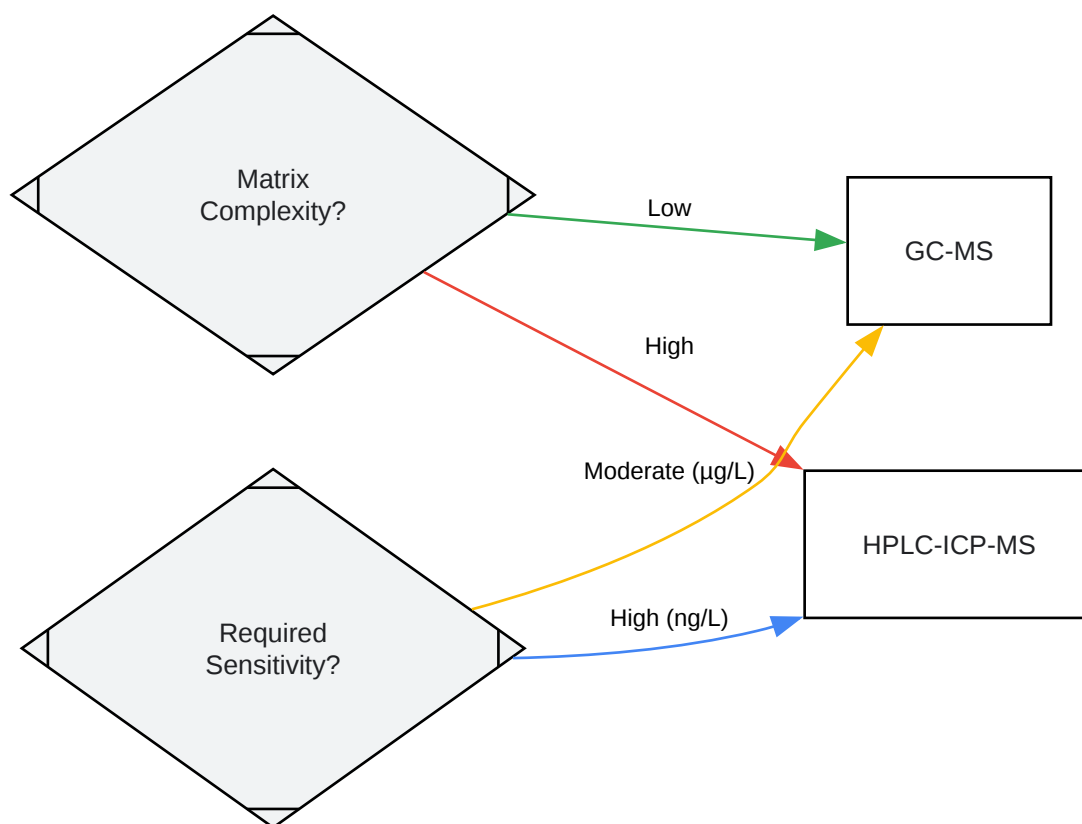 Matrix
Complexity?
Low
GC-MS
High
Moderate (µg/L)
HPLC-ICP-MS
High (ng/L)
Required
Sensitivity?